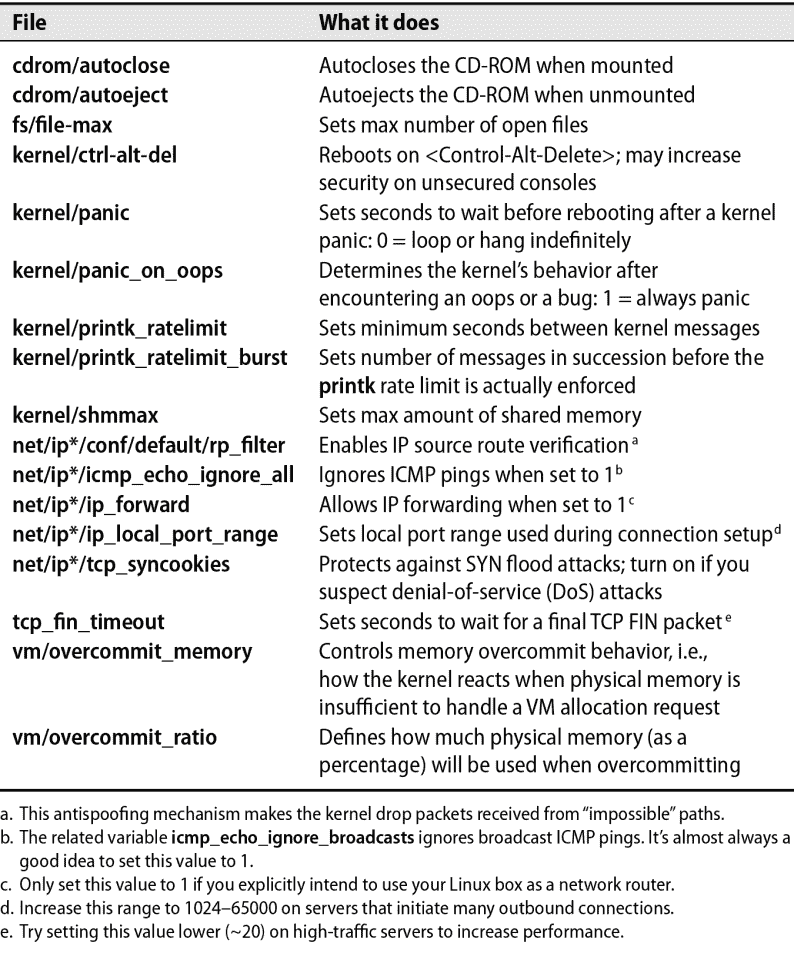 File What it does
cdrom/autoclose Autocloses the CD-ROM when mounted
cdrom/autoeject Autoejects the CD-ROM when unmounted
fs/file-max Sets max number of open files
kernel/ctrl-alt-del Reboots on <Control-Alt-Delete>; may increase
security on unsecured consoles
kernel/panic Sets seconds to wait before rebooting after a kernel
panic: 0 = loop or hang indefinitely
kernel/panic_on_oops Determines the kernel’s behavior after
encountering an oops or a bug: 1 = always panic
kernel/printk_ratelimit Sets minimum seconds between kernel messages
kernel/printk_ratelimit_burst Sets number of messages in succession before the
printk rate limit is actually enforced
kernel/shmmax Sets max amount of shared memory
net/ip*/conf/default/rp_filter Enables IP source route verification a
net/ip*/icmp_echo_ignore_all Ignores ICMP pings when set to 1 b
net/ip*/ip_forward Allows IP forwarding when set to 1 c
net/ip*/ip_local_port_range Sets local port range used during connection setup d
net/ip*/tcp_syncookies Protects against SYN flood attacks; turn on if you
suspect denial-of-service (DoS) attacks
tcp_fin_timeout Sets seconds to wait for a final TCP FIN packet e
vm/overcommit_memory Controls memory overcommit behavior, i.e.,
how the kernel reacts when physical memory is
insufficient to handle a VM allocation request
vm/overcommit_ratio Defines how much physical memory (as a
percentage) will be used when overcommitting
a. This antispoofing mechanism makes the kernel drop packets received from “impossible” paths.
b. The related variable icmp_echo_ignore_broadcasts ignores broadcast ICMP pings. It’s almost always a
good idea to set this value to 1.
c. Only set this value to 1 if you explicitly intend to use your Linux box as a network router.
d. Increase this range to 1024–65000 on servers that initiate many outbound connections.
e. Try setting this value lower (~20) on high-traffic servers to increase performance.